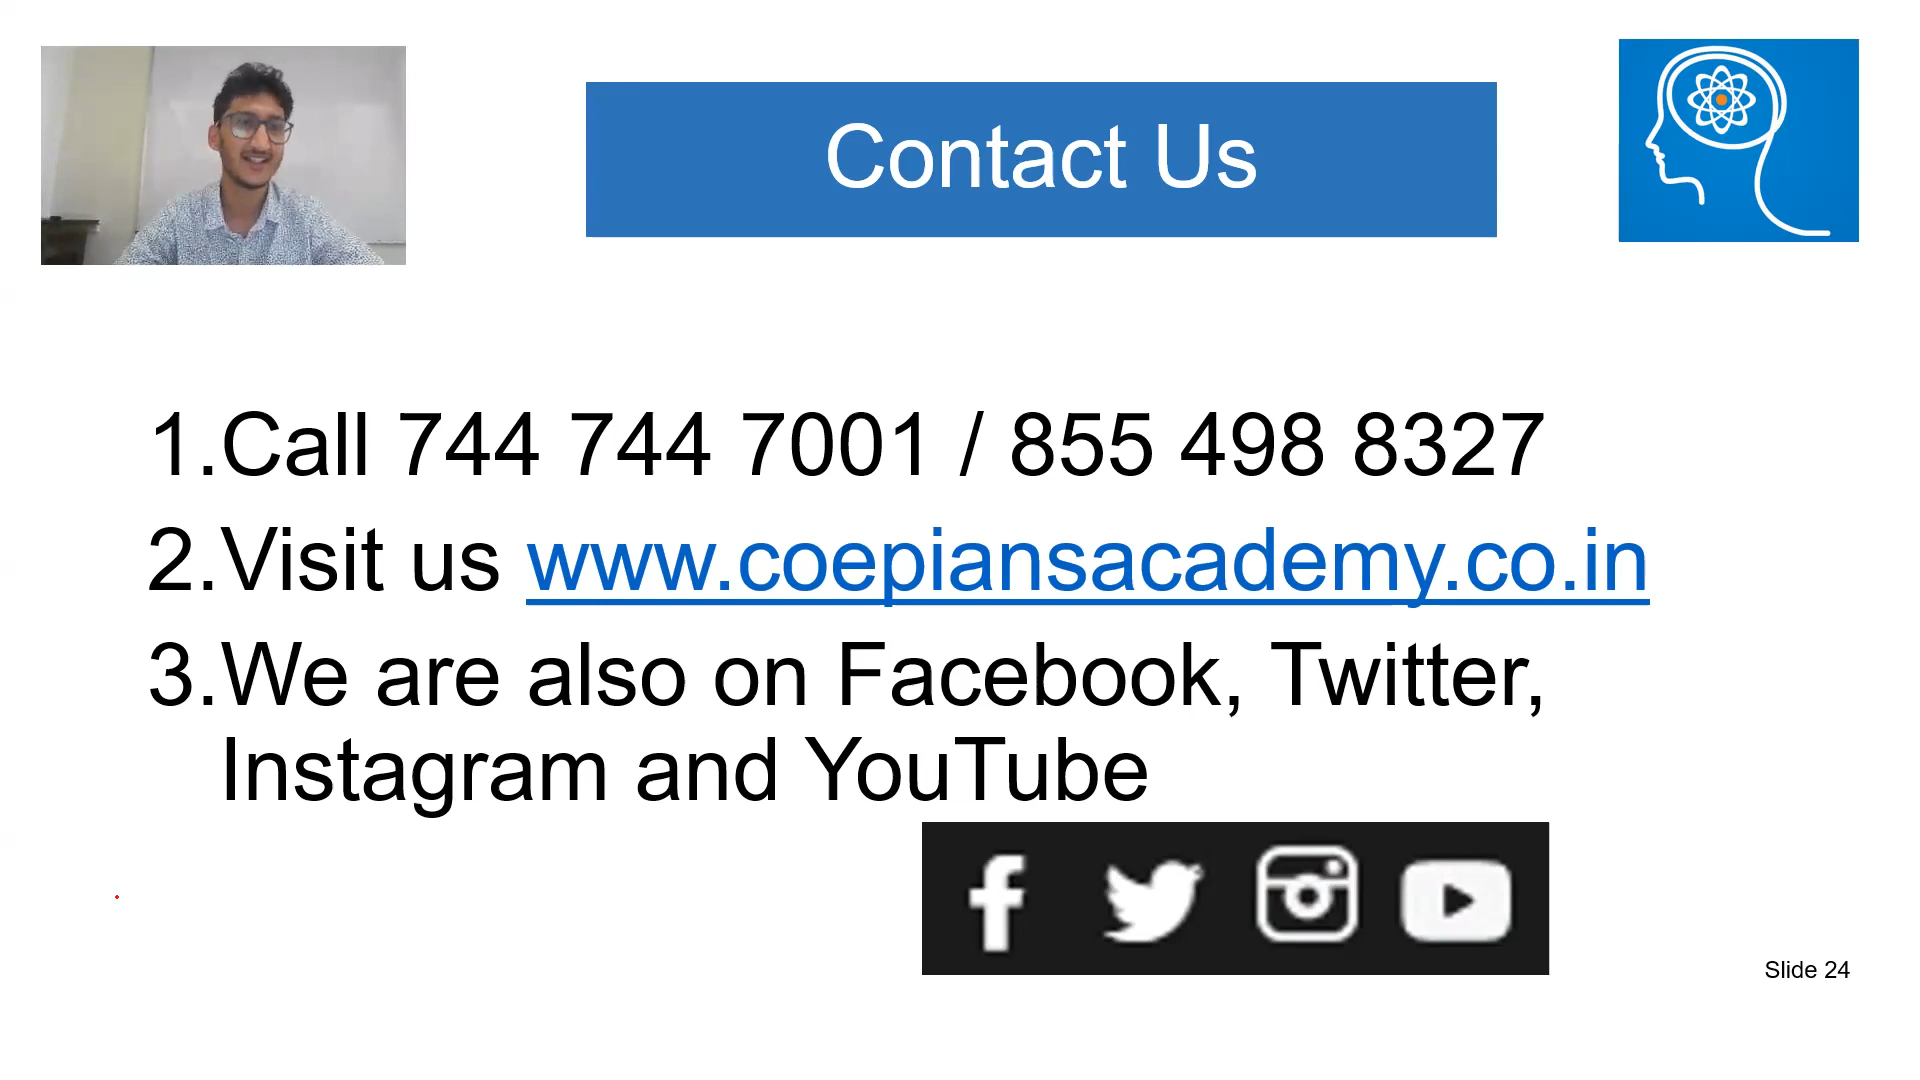 Contact Us
1.Call 744 744 7001 / 855 498 8327
2.Visit us www.coepiansacademy.co.in
3.We are also on Facebook, Twitter,
Instagram and YouTube
Slide 24